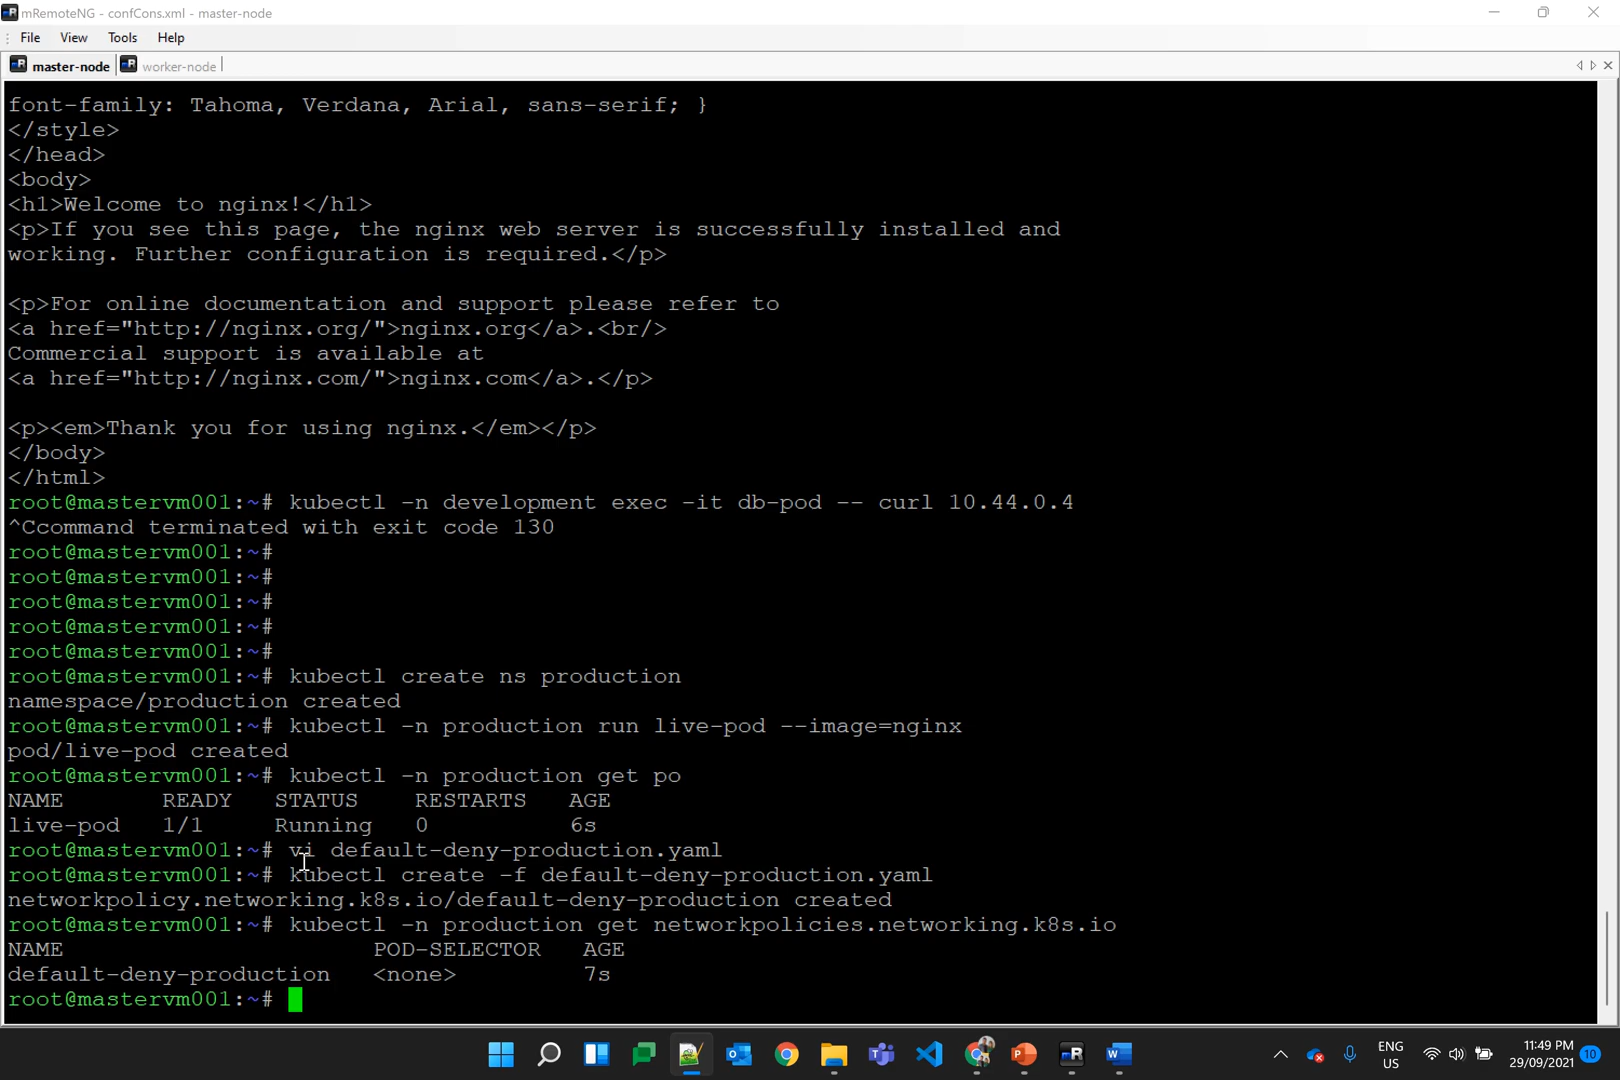 mRemoteNG - confCons.xml - master-node
File View Tools Help
master-node worker-node
font-family: Tahoma, Verdana, Arial, sans-serif; }
</style>
</head>
<body>
<h1>Welcome to nginx!</h1>
<p>If you see this page, the nginx web server is successfully installed and
working. Further configuration is required.</p>
<p>For online documentation and support please refer to
<a href="http://nginx.org/">nginx.org</a>.<br/>
Commercial support is available at
<a href="http://nginx.com/">nginx.com</a>.</p>
<p><em>Thank you for using nginx.</em></p>
</body>
</html>
root@mastervm001:~# kubectl -n development exec -it db-pod -- curl 10.44.0.4
^Ccommand terminated with exit code 130
root@mastervm001:~#
root@mastervm001:~#
root@mastervm001:~#
root@mastervm001:~#
root@mastervm001:~#
root@mastervm001:~# kubectl create ns production
namespace/production created
root@mastervm001:~# kubectl -n production run live-pod --image=nginx
pod/live-pod created
root@mastervm001:~# kubectl -n production get po
NAME READY STATUS RESTARTS AGE
live-pod 1/1 Running 0 6s
root@mastervm001:~# vi default-deny-production.yaml
root@mastervm001:~# kubectl create -f default-deny-production.yaml
networkpolicy.networking.k8s.io/default-deny-production created
root@mastervm001:~# kubectl -n production get networkpolicies.networking.k8s.io
NAME POD-SELECTOR AGE
default-deny-production <none> 7s
root@mastervm001:~#
ENG
US
11:49 PM
29/09/2021
10